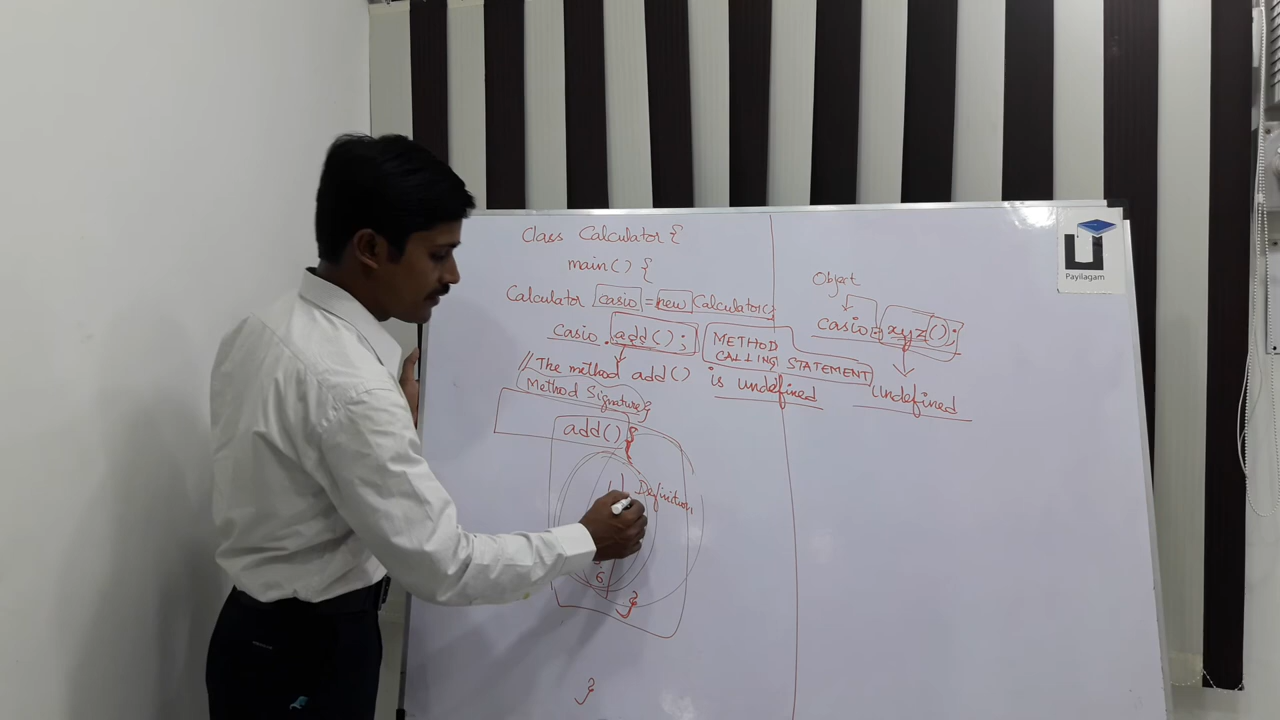 Class Calculator {
main() {
Calculator casio = new Calculator();
casio.add();
METHOD
CALLING STATEMENT
// The method add() is undefined
Method Signature
add() {
Definition
6
}
}
Object
casio.xyz();
Undefined
Payilagam